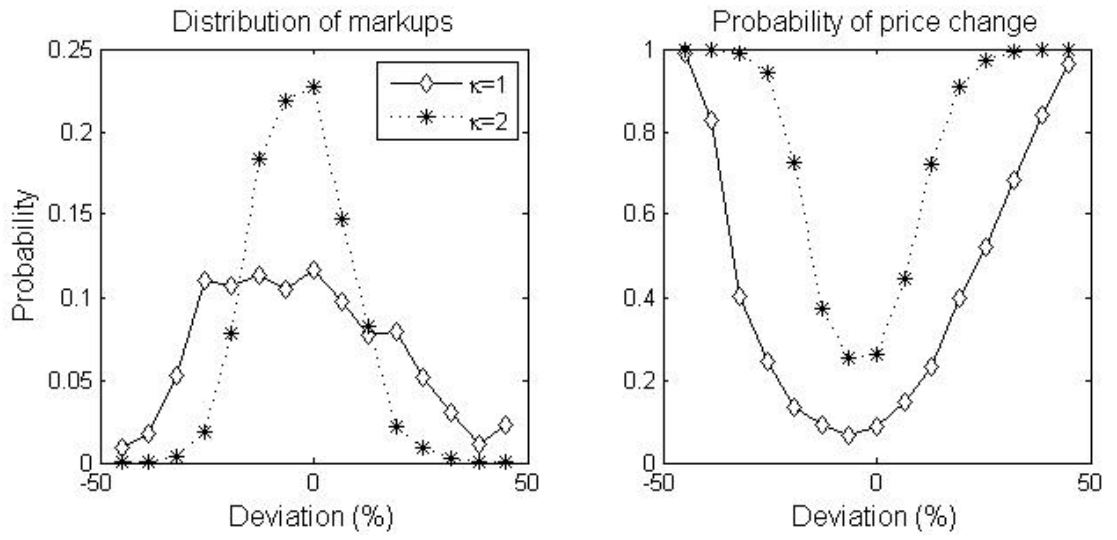 Distribution of markups
0.25
0.2
0.15
0.1
0.05
0
Probability
κ=1
κ=2
-50
0
50
Deviation (%)
Probability of price change
1
0.8
0.6
0.4
0.2
0
-50
0
50
Deviation (%)